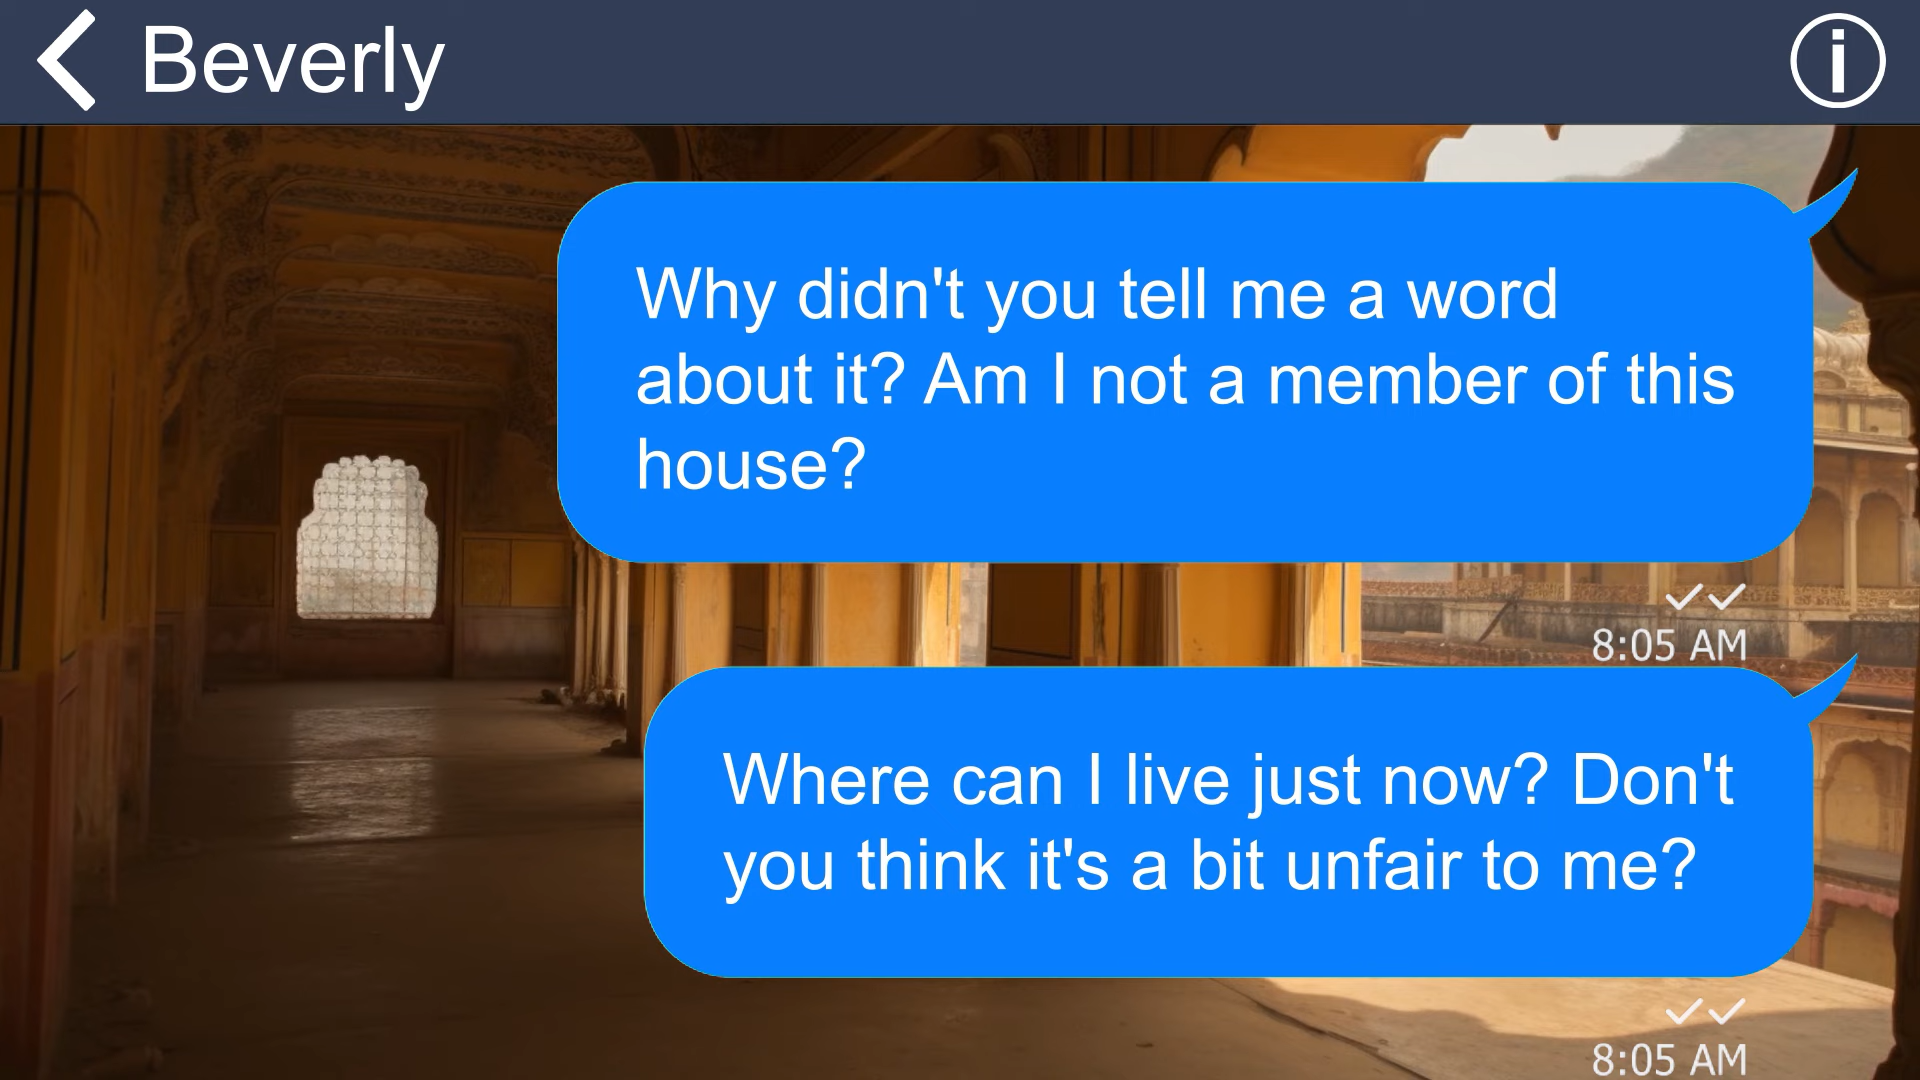 Beverly
Why didn't you tell me a word
about it? Am I not a member of this
house?
8:05 AM
Where can I live just now? Don't
you think it's a bit unfair to me?
8:05 AM